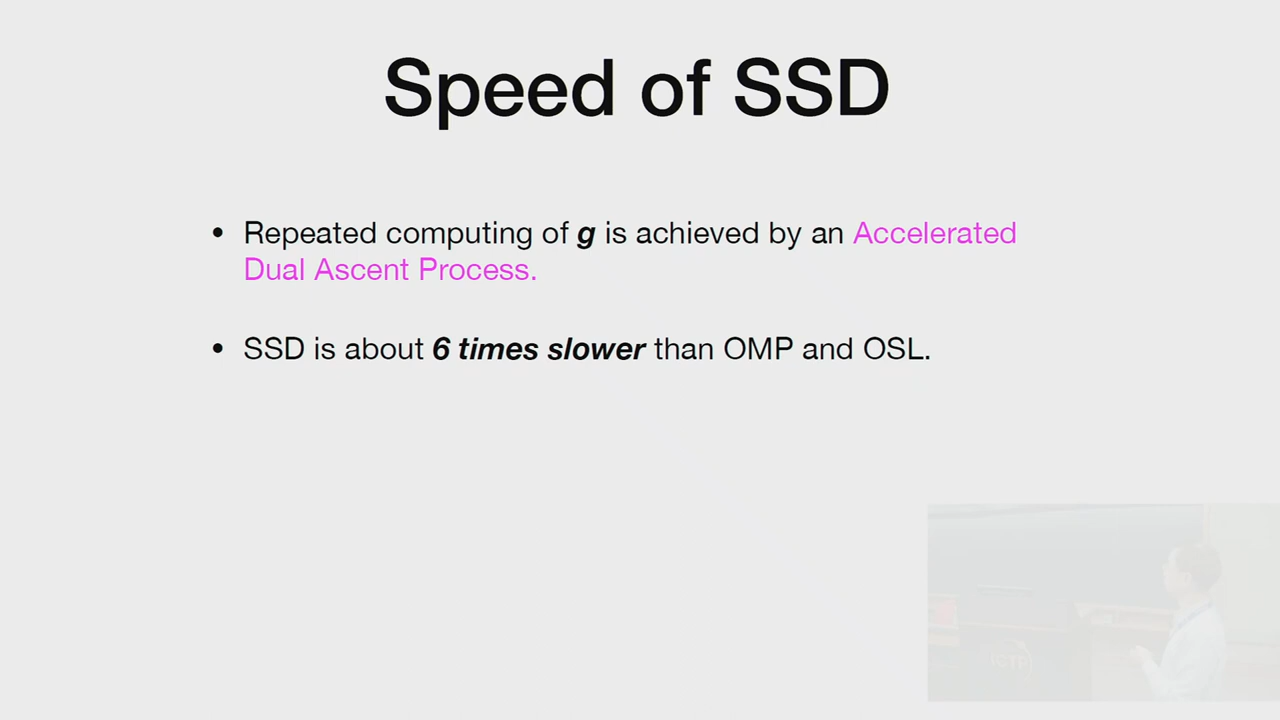 Speed of SSD
• Repeated computing of g is achieved by an Accelerated
Dual Ascent Process.
• SSD is about 6 times slower than OMP and OSL.